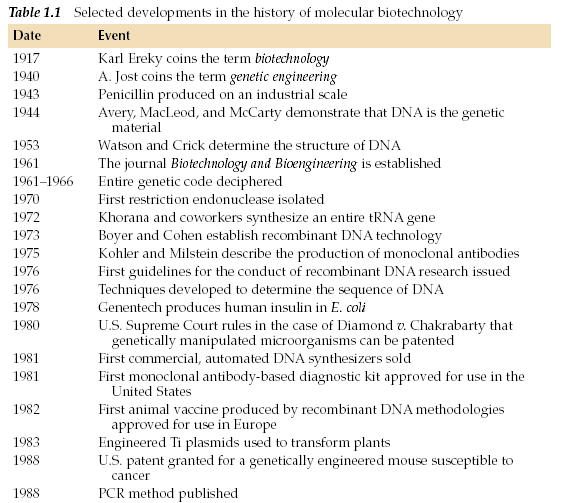 Table 1.1 Selected developments in the history of molecular biotechnology
Date Event
1917 Karl Ereky coins the term biotechnology
1940 A. Jost coins the term genetic engineering
1943 Penicillin produced on an industrial scale
1944 Avery, MacLeod, and McCarty demonstrate that DNA is the genetic
material
1953 Watson and Crick determine the structure of DNA
1961 The journal Biotechnology and Bioengineering is established
1961–1966 Entire genetic code deciphered
1970 First restriction endonuclease isolated
1972 Khorana and coworkers synthesize an entire tRNA gene
1973 Boyer and Cohen establish recombinant DNA technology
1975 Kohler and Milstein describe the production of monoclonal antibodies
1976 First guidelines for the conduct of recombinant DNA research issued
1976 Techniques developed to determine the sequence of DNA
1978 Genentech produces human insulin in E. coli
1980 U.S. Supreme Court rules in the case of Diamond v. Chakrabarty that
genetically manipulated microorganisms can be patented
1981 First commercial, automated DNA synthesizers sold
1981 First monoclonal antibody-based diagnostic kit approved for use in the
United States
1982 First animal vaccine produced by recombinant DNA methodologies
approved for use in Europe
1983 Engineered Ti plasmids used to transform plants
1988 U.S. patent granted for a genetically engineered mouse susceptible to
cancer
1988 PCR method published